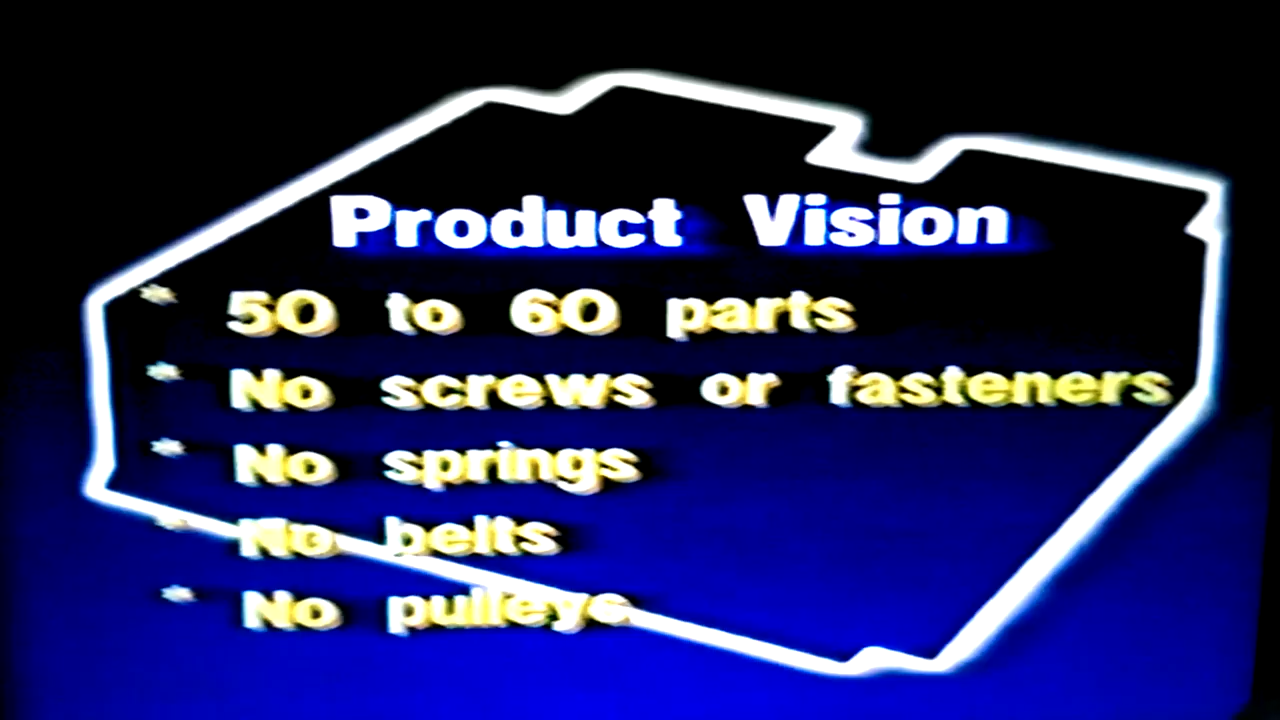 Product Vision
* 50 to 60 parts
* No screws or fasteners
* No springs
* No belts
* No pulleys